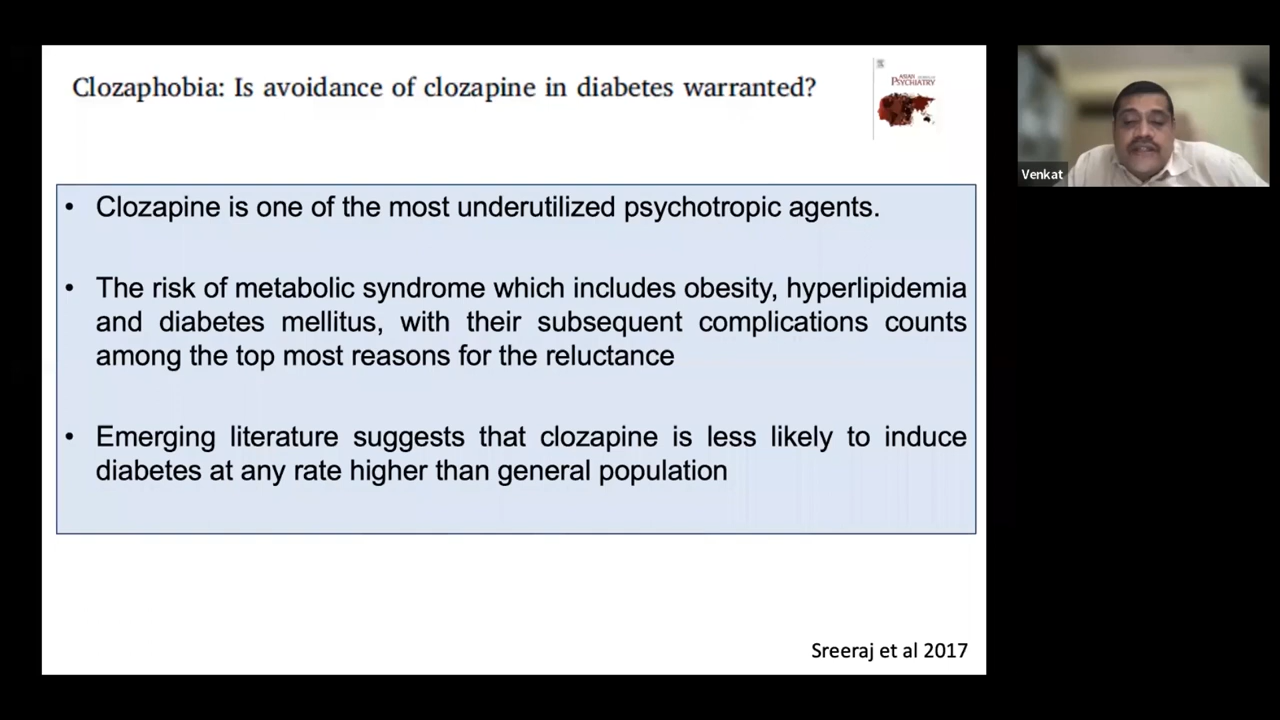 Clozaphobia: Is avoidance of clozapine in diabetes warranted?
ASIAN
PSYCHIATRY
• Clozapine is one of the most underutilized psychotropic agents.
• The risk of metabolic syndrome which includes obesity, hyperlipidemia
and diabetes mellitus, with their subsequent complications counts
among the top most reasons for the reluctance
• Emerging literature suggests that clozapine is less likely to induce
diabetes at any rate higher than general population
Sreeraj et al 2017
Venkat